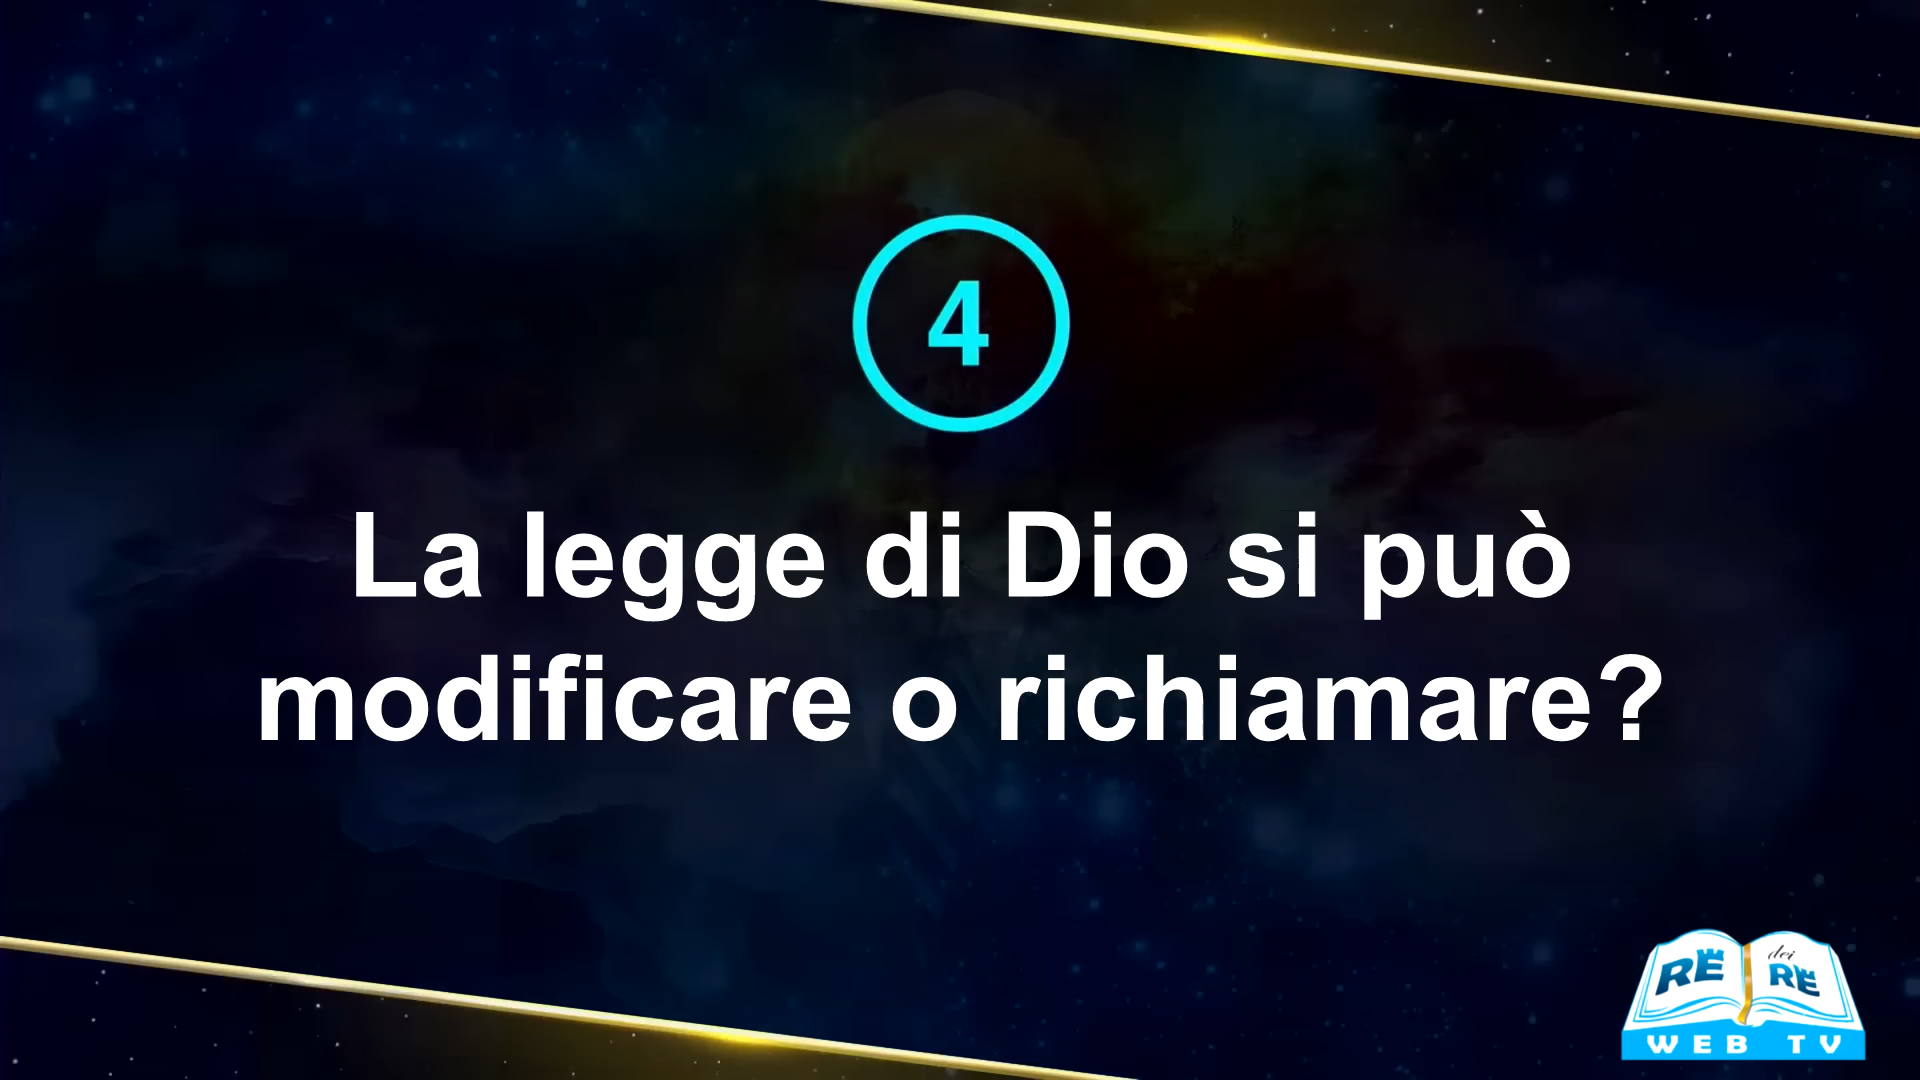 4
La legge di Dio si può
modificare o richiamare?
RE dei RE
WEB TV